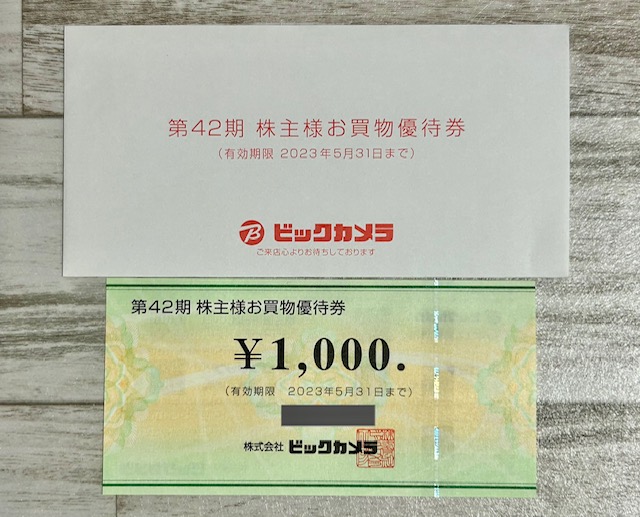 第42期 株主様お買物優待券
(有効期限 2023年5月31日まで)
ビックカメラ
ご来店心よりお待ちしております
第42期 株主様お買物優待券
¥1,000.
(有効期限 2023年5月31日まで)
株式会社 ビックカメラ